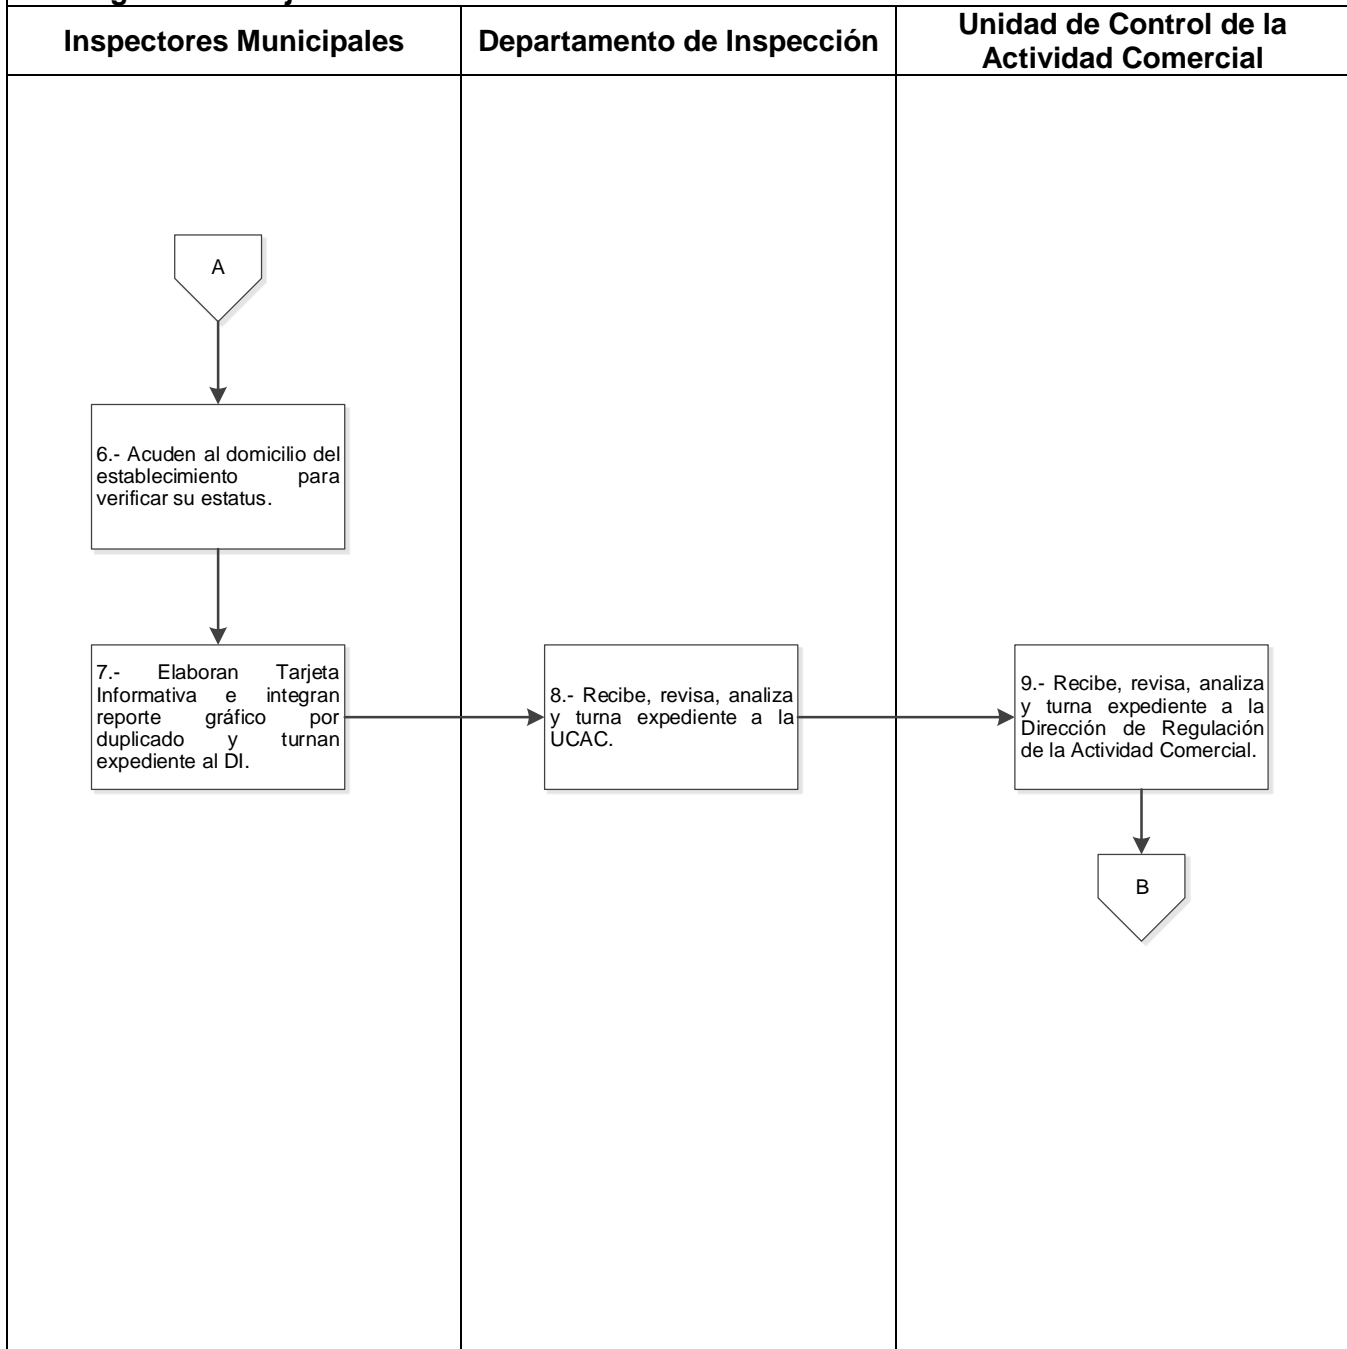 Inspectores Municipales
Departamento de Inspección
Unidad de Control de la
Actividad Comercial
A
6.- Acuden al domicilio del
establecimiento para
verificar su estatus.
7.- Elaboran Tarjeta
Informativa e integran
reporte gráfico por
duplicado y turnan
expediente al DI.
8.- Recibe, revisa, analiza
y turna expediente a la
UCAC.
9.- Recibe, revisa, analiza
y turna expediente a la
Dirección de Regulación
de la Actividad Comercial.
B